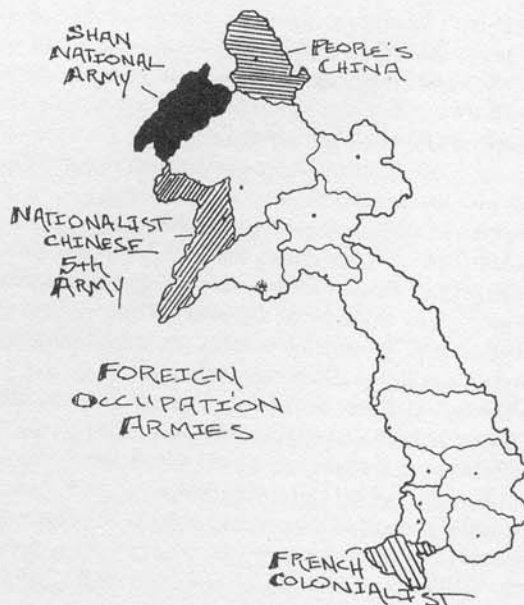 SHAN
NATIONAL
ARMY
PEOPLE'S
CHINA
NATIONALIST
CHINESE
5th
ARMY
FOREIGN
OCCUPATION
ARMIES
FRENCH
COLONIALIST